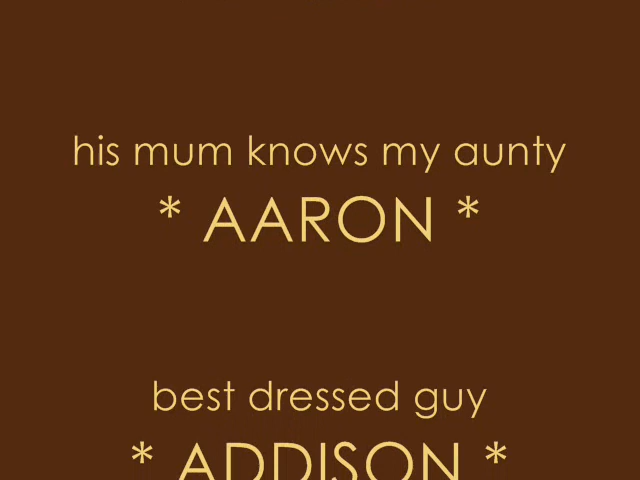 his mum knows my aunty
* AARON *
best dressed guy
* ADDISON *